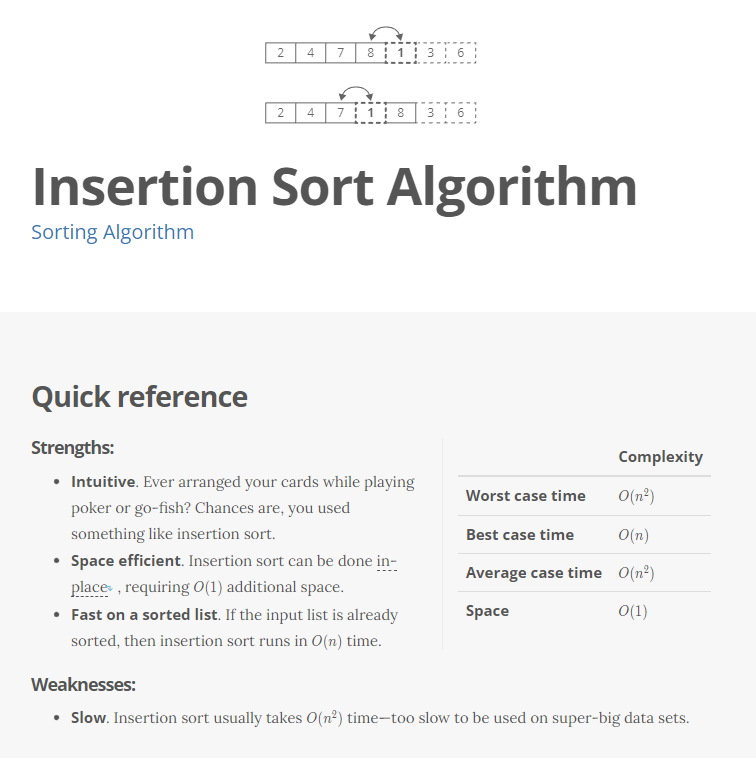 2 4 7 8 1 3 6
2 4 7 1 8 3 6
Insertion Sort Algorithm
Sorting Algorithm
Quick reference
Strengths:
• Intuitive. Ever arranged your cards while playing
poker or go-fish? Chances are, you used
something like insertion sort.
• Space efficient. Insertion sort can be done in-
place , requiring O(1) additional space.
• Fast on a sorted list. If the input list is already
sorted, then insertion sort runs in O(n) time.
Complexity
Worst case time O(n²)
Best case time O(n)
Average case time O(n²)
Space O(1)
Weaknesses:
• Slow. Insertion sort usually takes O(n²) time—too slow to be used on super-big data sets.